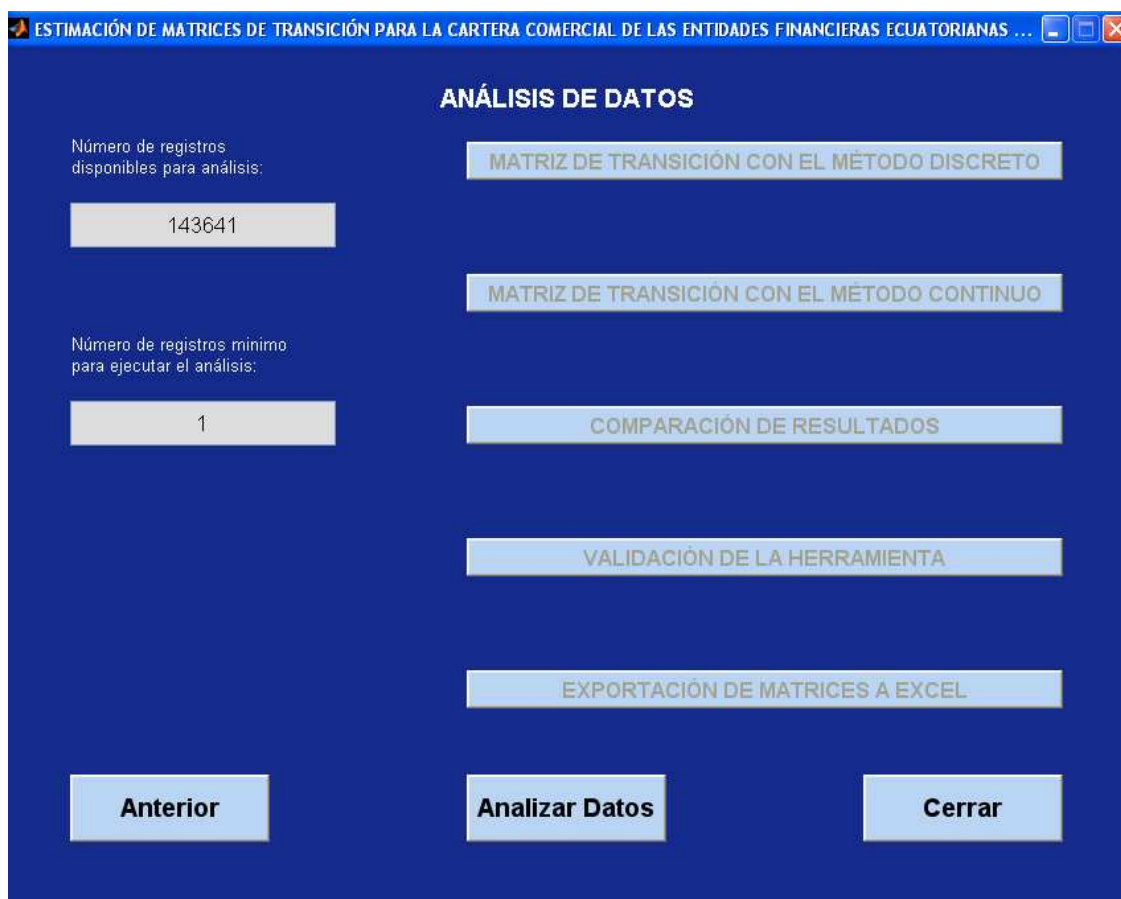 ESTIMACIÓN DE MATRICES DE TRANSICIÓN PARA LA CARTERA COMERCIAL DE LAS ENTIDADES FINANCIERAS ECUATORIANAS ...
ANÁLISIS DE DATOS
Número de registros
disponibles para análisis:
143641
Número de registros minimo
para ejecutar el análisis:
1
MATRIZ DE TRANSICIÓN CON EL MÉTODO DISCRETO
MATRIZ DE TRANSICIÓN CON EL MÉTODO CONTINUO
COMPARACIÓN DE RESULTADOS
VALIDACIÓN DE LA HERRAMIENTA
EXPORTACIÓN DE MATRICES A EXCEL
Anterior
Analizar Datos
Cerrar